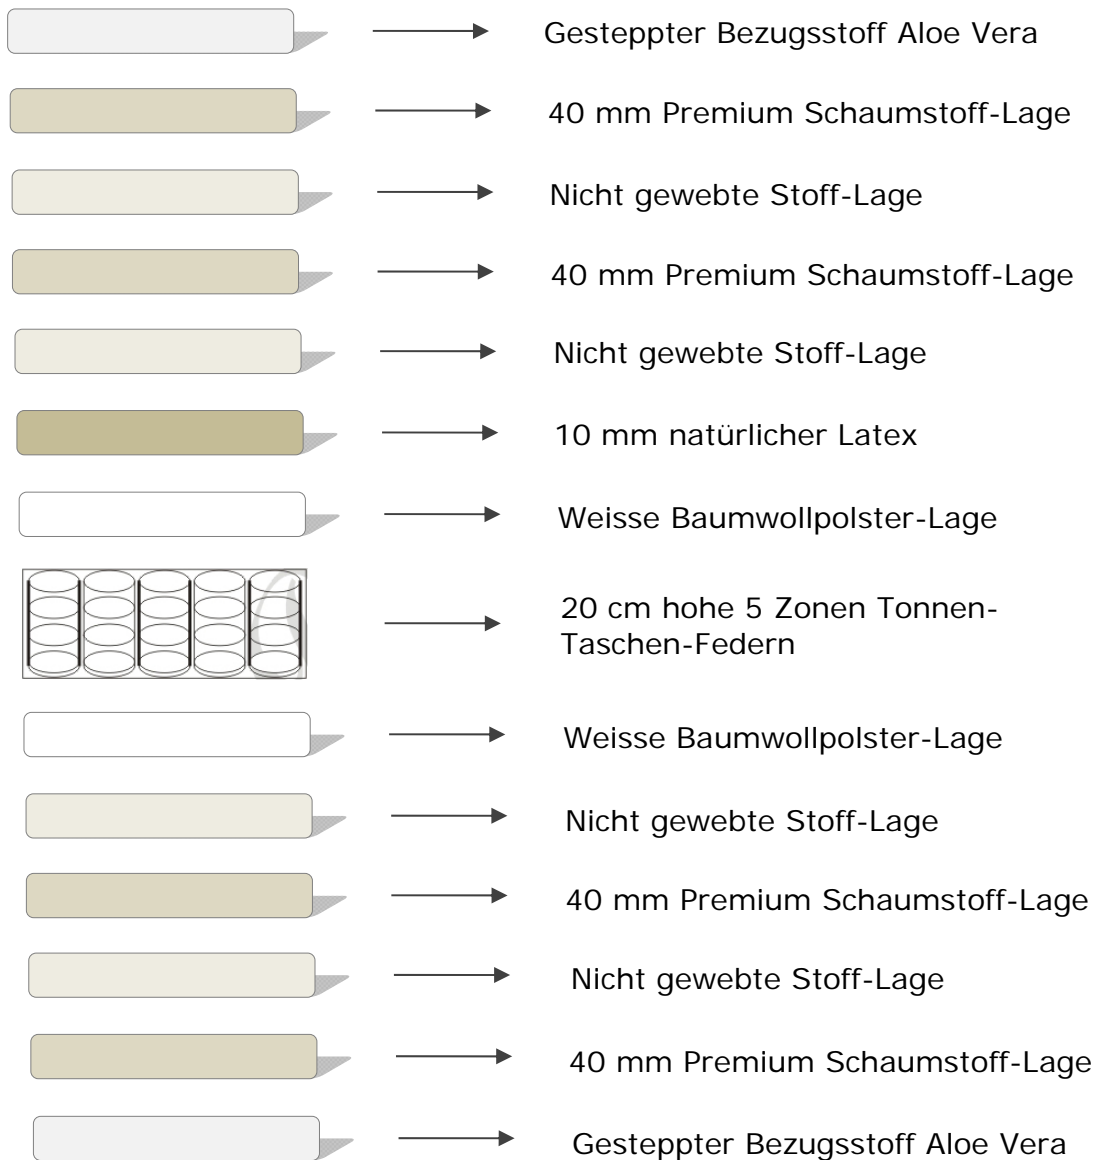 Gesteppter Bezugsstoff Aloe Vera
40 mm Premium Schaumstoff-Lage
Nicht gewebte Stoff-Lage
40 mm Premium Schaumstoff-Lage
Nicht gewebte Stoff-Lage
10 mm natürlicher Latex
Weisse Baumwollpolster-Lage
20 cm hohe 5 Zonen Tonnen-
Taschen-Federn
Weisse Baumwollpolster-Lage
Nicht gewebte Stoff-Lage
40 mm Premium Schaumstoff-Lage
Nicht gewebte Stoff-Lage
40 mm Premium Schaumstoff-Lage
Gesteppter Bezugsstoff Aloe Vera